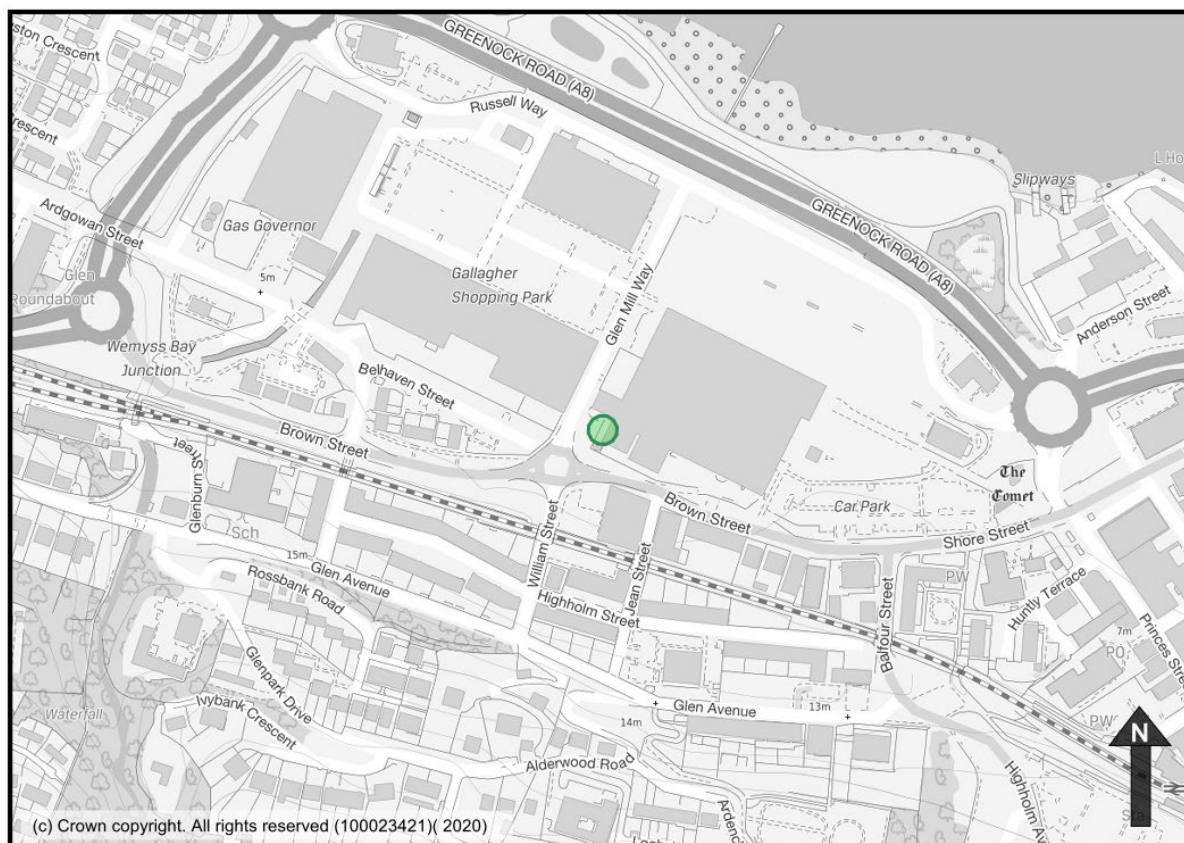 GREENOCK ROAD (A8)
Russell Way
Crescent
Slipways
GREENOCK ROAD (A8)
Ardgowan Street
Gas Governor
Glen
Roundabout
5m
Gallagher
Shopping Park
Glen Mill Way
Anderson Street
Wemyss Bay
Junction
Belhaven Street
Brown Street
The
Comet
Glenburn
Sch
Brown Street
Car Park
Shore Street
15m
Glen Avenue
William Street
Jean Street
PW
Rossbank Road
Highholm Street
Balfour Street
Huntly Terrace
7m
PO
Princes
Glenpark Drive
Waterfall
Ivybank Crescent
Glen Avenue
13m
14m
PW
N
Alderwood Road
Highholm
Sta
(c) Crown copyright. All rights reserved (100023421)( 2020)